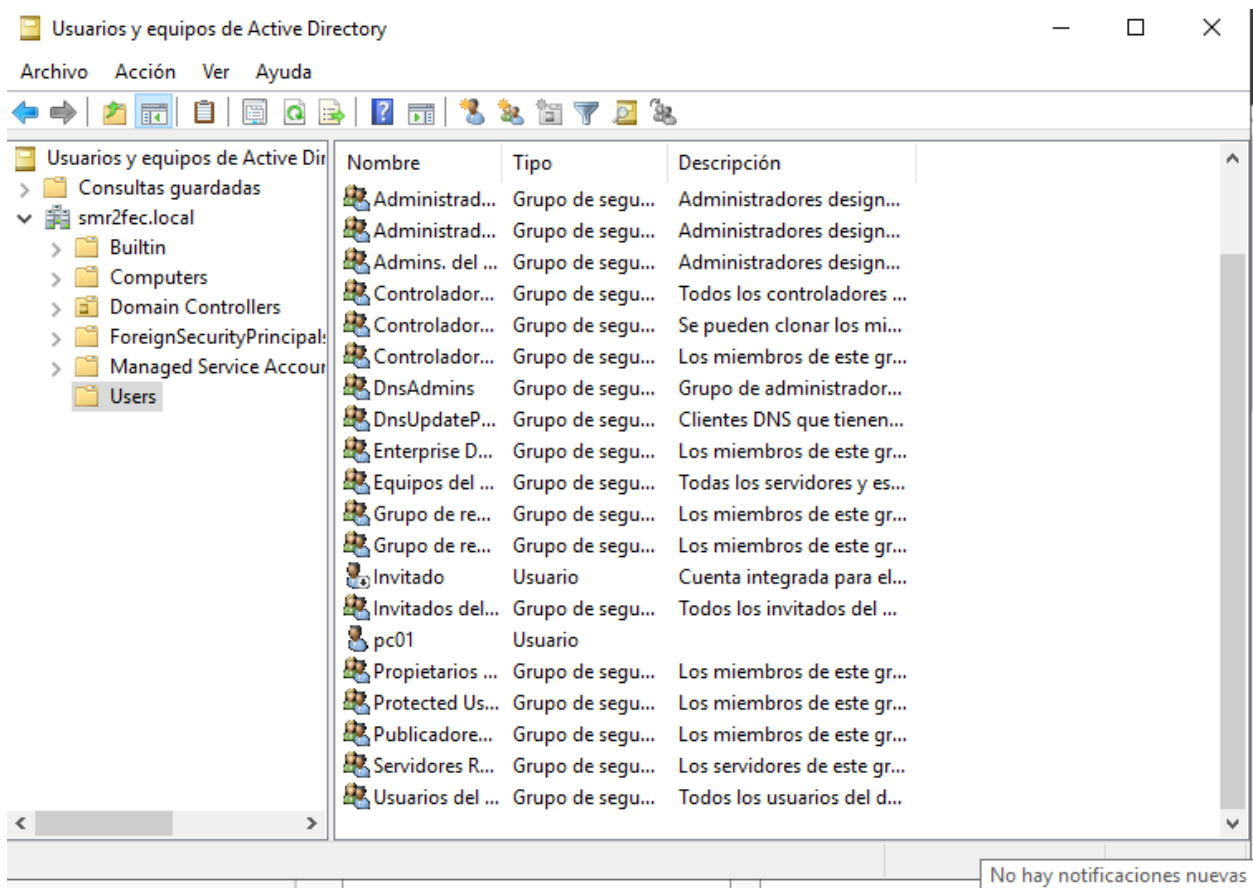 Usuarios y equipos de Active Directory
Archivo Acción Ver Ayuda
Usuarios y equipos de Active Dir
Consultas guardadas
smr2fec.local
Builtin
Computers
Domain Controllers
ForeignSecurityPrincipals
Managed Service Accour
Users
Nombre Tipo Descripción
Administrad... Grupo de segu... Administradores design...
Administrad... Grupo de segu... Administradores design...
Admins. del ... Grupo de segu... Administradores design...
Controlador... Grupo de segu... Todos los controladores ...
Controlador... Grupo de segu... Se pueden clonar los mi...
Controlador... Grupo de segu... Los miembros de este gr...
DnsAdmins Grupo de segu... Grupo de administrador...
DnsUpdateP... Grupo de segu... Clientes DNS que tienen...
Enterprise D... Grupo de segu... Los miembros de este gr...
Equipos del ... Grupo de segu... Todas los servidores y es...
Grupo de re... Grupo de segu... Los miembros de este gr...
Grupo de re... Grupo de segu... Los miembros de este gr...
Invitado Usuario Cuenta integrada para el...
Invitados del... Grupo de segu... Todos los invitados del ...
pc01 Usuario
Propietarios ... Grupo de segu... Los miembros de este gr...
Protected Us... Grupo de segu... Los miembros de este gr...
Publicadore... Grupo de segu... Los miembros de este gr...
Servidores R... Grupo de segu... Los servidores de este gr...
Usuarios del ... Grupo de segu... Todos los usuarios del d...
No hay notificaciones nuevas